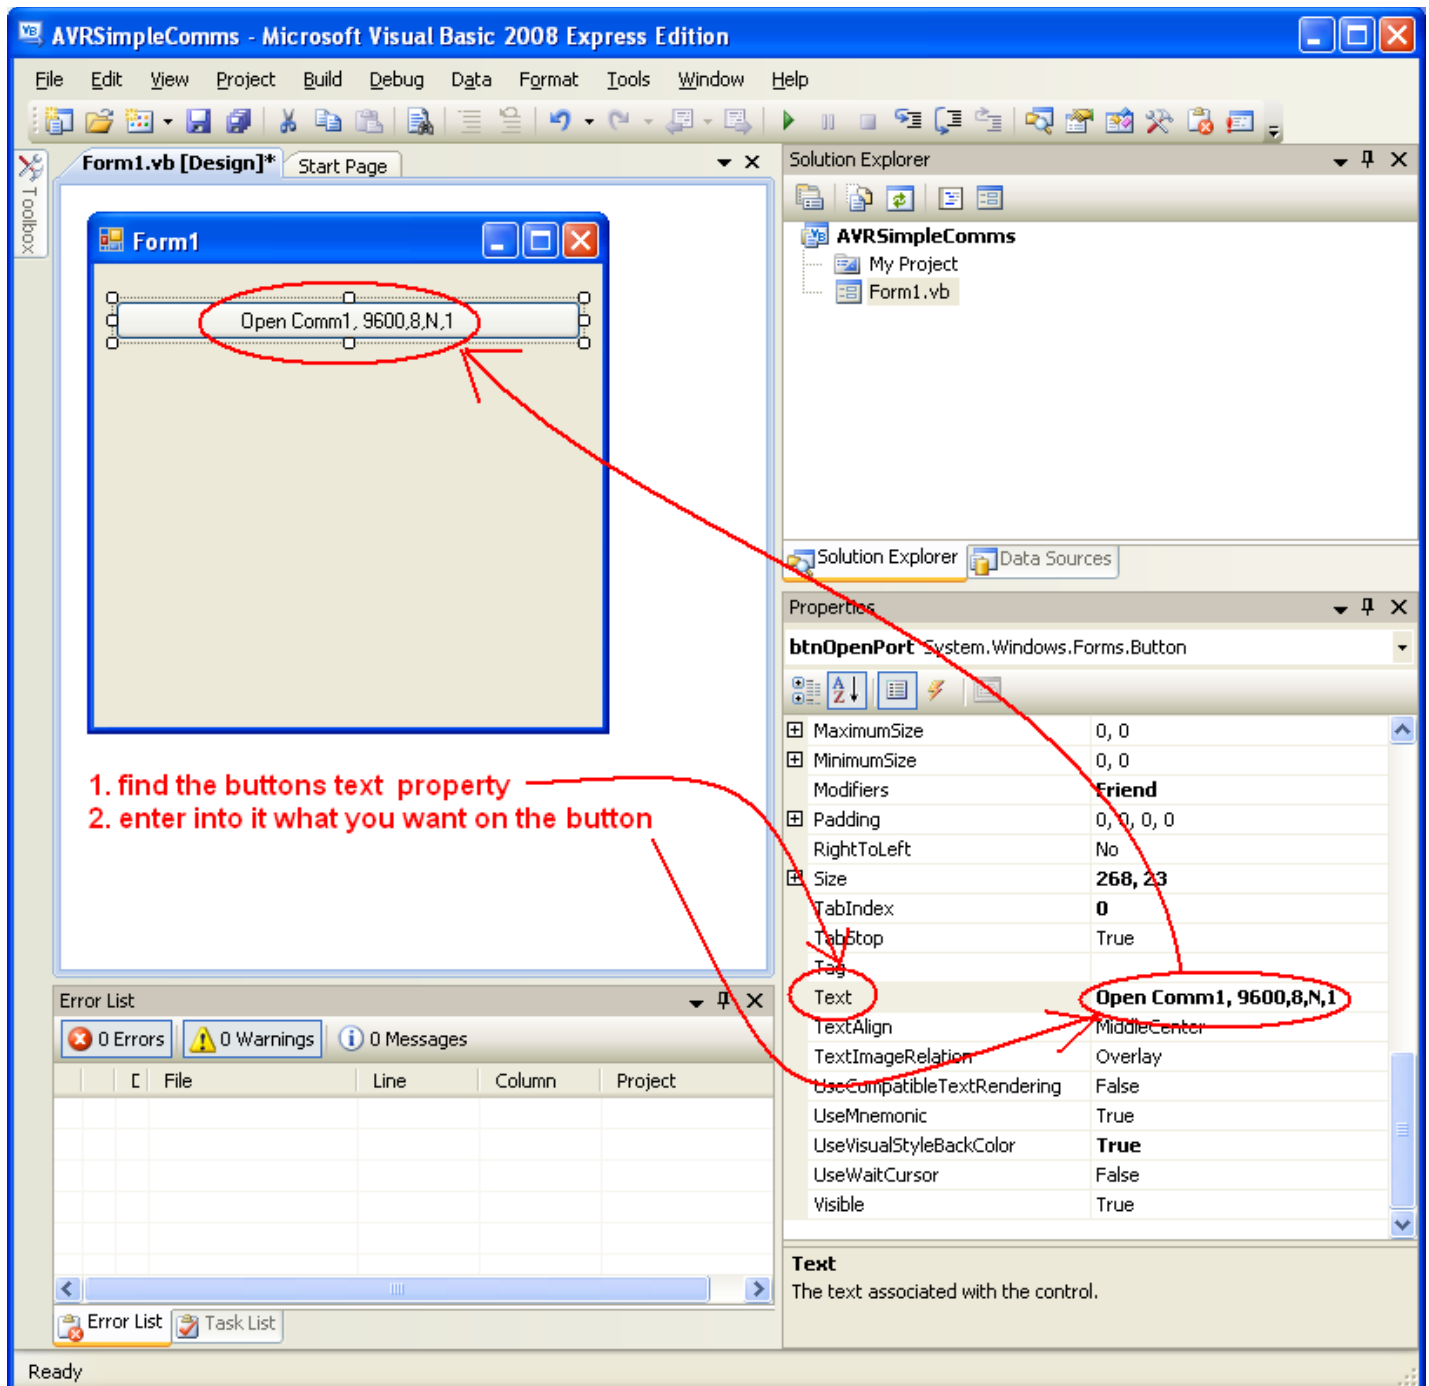 AVRSimpleComms - Microsoft Visual Basic 2008 Express Edition
File Edit View Project Build Debug Data Format Tools Window Help
Toolbox
Form1.vb [Design]* Start Page
Form1
Open Comm1, 9600,8,N,1
1. find the buttons text property
2. enter into it what you want on the button
Solution Explorer
AVRSimpleComms
My Project
Form1.vb
Solution Explorer Data Sources
Properties
btnOpenPort System.Windows.Forms.Button
MaximumSize 0, 0
MinimumSize 0, 0
Modifiers Friend
Padding 0, 0, 0, 0
RightToLeft No
Size 268, 23
TabIndex 0
TabStop True
Tag
Text Open Comm1, 9600,8,N,1
TextAlign MiddleCenter
TextImageRelation Overlay
UseCompatibleTextRendering False
UseMnemonic True
UseVisualStyleBackColor True
UseWaitCursor False
Visible True
Text
The text associated with the control.
Error List
0 Errors 0 Warnings 0 Messages
File Line Column Project
Error List Task List
Ready